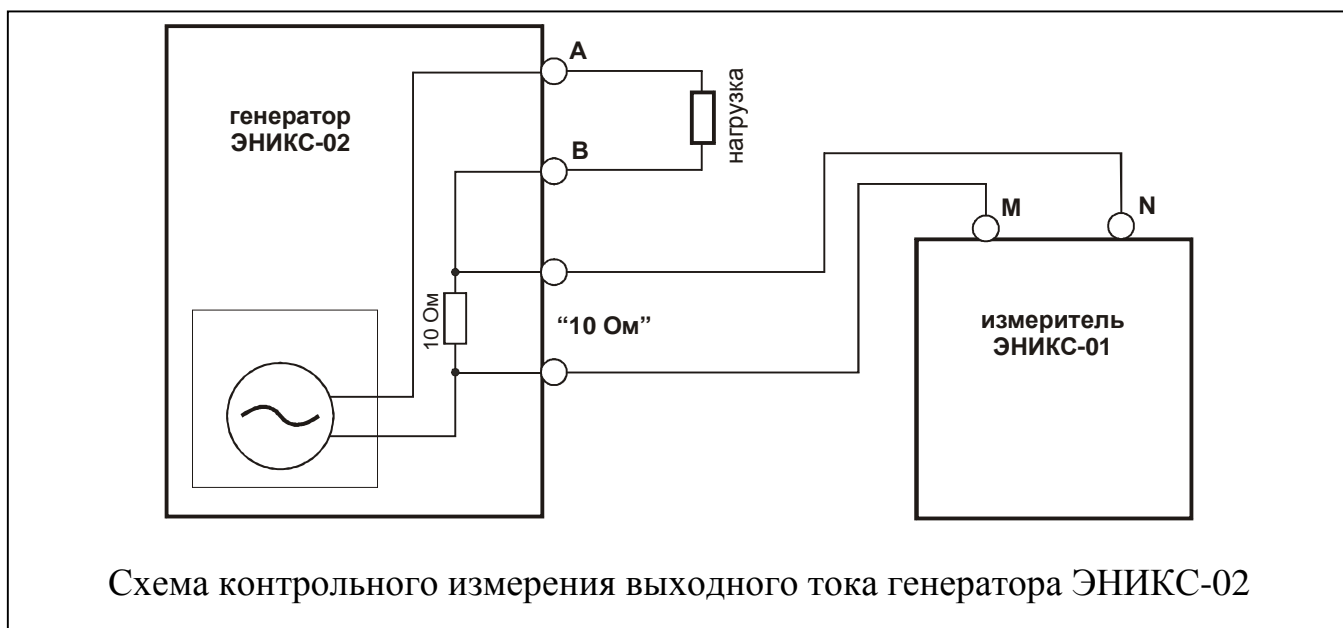 A
генератор
ЭНИКС-02
нагрузка
B
M
N
10 Ом
“10 Ом”
измеритель
ЭНИКС-01
Схема контрольного измерения выходного тока генератора ЭНИКС-02